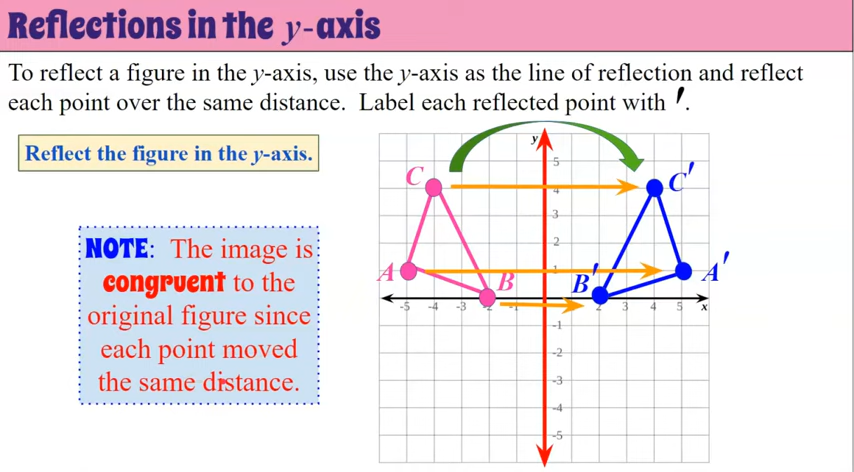 Reflections in the y-axis
To reflect a figure in the y-axis, use the y-axis as the line of reflection and reflect
each point over the same distance. Label each reflected point with ′.
Reflect the figure in the y-axis.
NOTE: The image is
congruent to the
original figure since
each point moved
the same distance.
y
5
C C′
4
3
2
A 1 A′
B B′
-5 -4 -3 -2 -1 2 3 4 5 x
-1
-2
-3
-4
-5